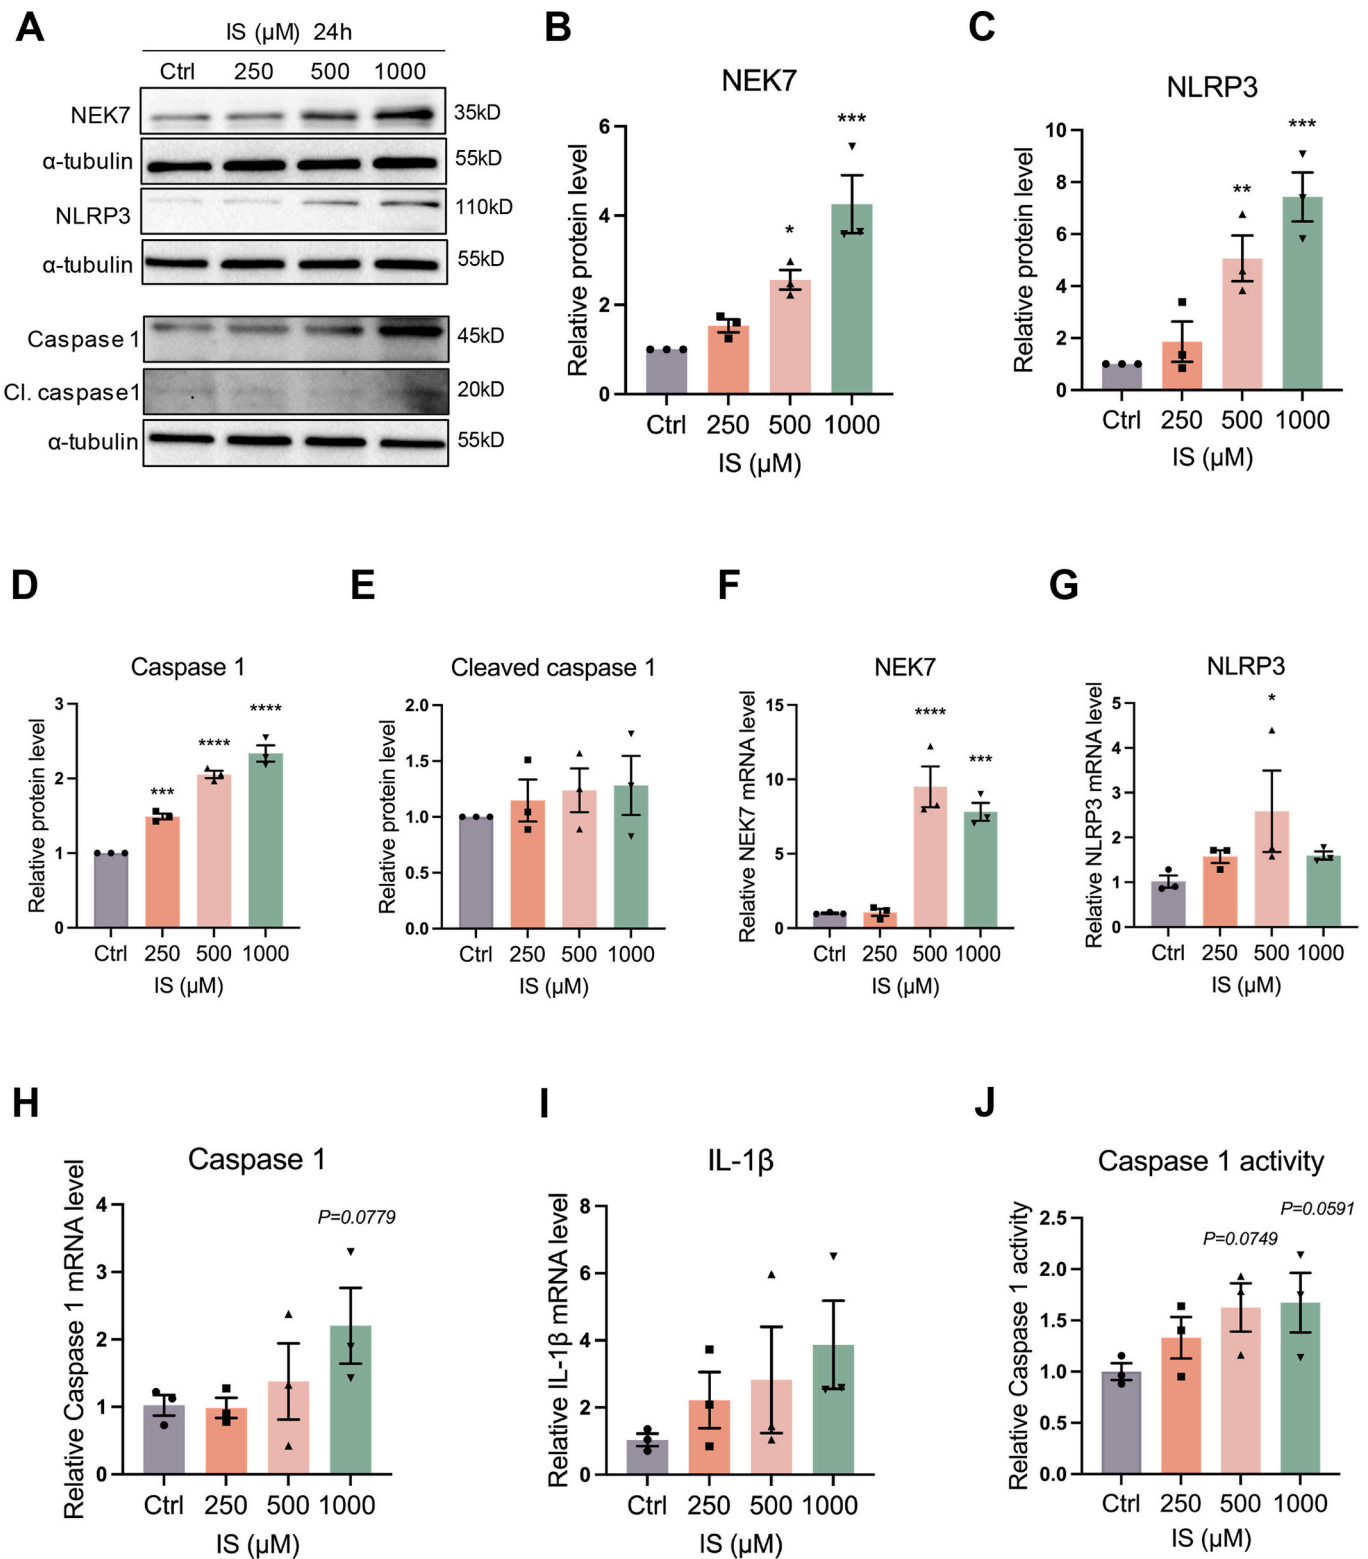 A
IS (μM) 24h
Ctrl 250 500 1000
NEK7 35kD
α-tubulin 55kD
NLRP3 110kD
α-tubulin 55kD
Caspase 1 45kD
Cl. caspase1 20kD
α-tubulin 55kD
B
NEK7
Relative protein level
6
4
2
0
*
***
Ctrl 250 500 1000
IS (μM)
C
NLRP3
Relative protein level
10
8
6
4
2
0
**
***
Ctrl 250 500 1000
IS (μM)
D
Caspase 1
Relative protein level
3
2
1
0
***
****
****
Ctrl 250 500 1000
IS (μM)
E
Cleaved caspase 1
Relative protein level
2.0
1.5
1.0
0.5
0.0
Ctrl 250 500 1000
IS (μM)
F
NEK7
Relative NEK7 mRNA level
15
10
5
0
****
***
Ctrl 250 500 1000
IS (μM)
G
NLRP3
Relative NLRP3 mRNA level
5
4
3
2
1
0
*
Ctrl 250 500 1000
IS (μM)
H
Caspase 1
Relative Caspase 1 mRNA level
4
3
2
1
0
P=0.0779
Ctrl 250 500 1000
IS (μM)
I
IL-1β
Relative IL-1β mRNA level
8
6
4
2
0
Ctrl 250 500 1000
IS (μM)
J
Caspase 1 activity
Relative Caspase 1 activity
2.5
2.0
1.5
1.0
0.5
0.0
P=0.0749
P=0.0591
Ctrl 250 500 1000
IS (μM)